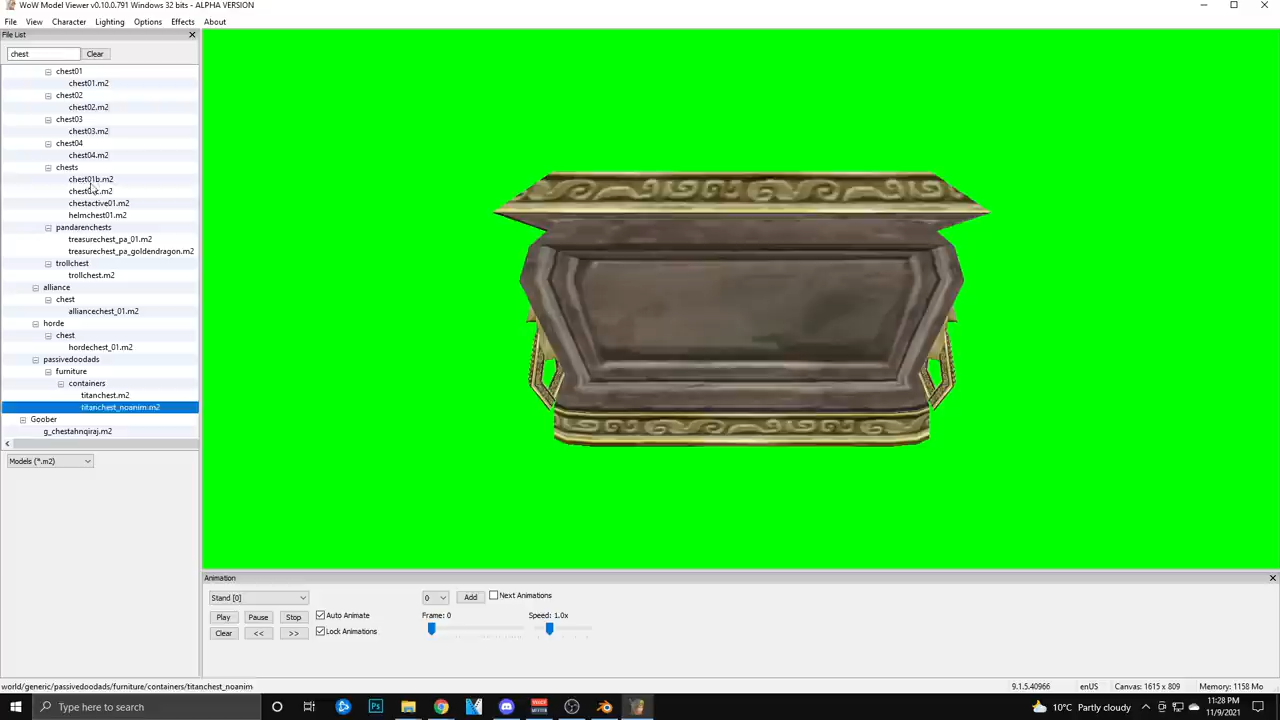 WoW Model Viewer v0.10.0.791 Windows 32 bits - ALPHA VERSION
File View Character Lighting Options Effects About
File List
chest Clear
chest01
chest01.m2
chest02
chest02.m2
chest03
chest03.m2
chest04
chest04.m2
chests
chest01b.m2
chestactive01.m2
helmchest01.m2
pandarenchests
treasurechest_pa_01.m2
treasurechest_pa_goldendragon.m2
trollchest
trollchest.m2
alliance
chest
alliancechest_01.m2
horde
chest
hordechest_01.m2
passivedoodads
furniture
containers
titanchest.m2
titanchest_noanim.m2
Goober
g_chestahnqiraj.m2
Models (*.m2)
Animation
Stand [0] 0 Add Next Animations
Play Pause Stop Auto Animate Frame: 0 Speed: 1.0x
Clear << >> Lock Animations
world/generic/passivedoodads/furniture/containers/titanchest_noanim 9.1.5.40966 enUS Canvas: 1615 x 809 Memory: 1158 Mo
Type here to search
10°C Partly cloudy
11:28 PM
11/9/2021